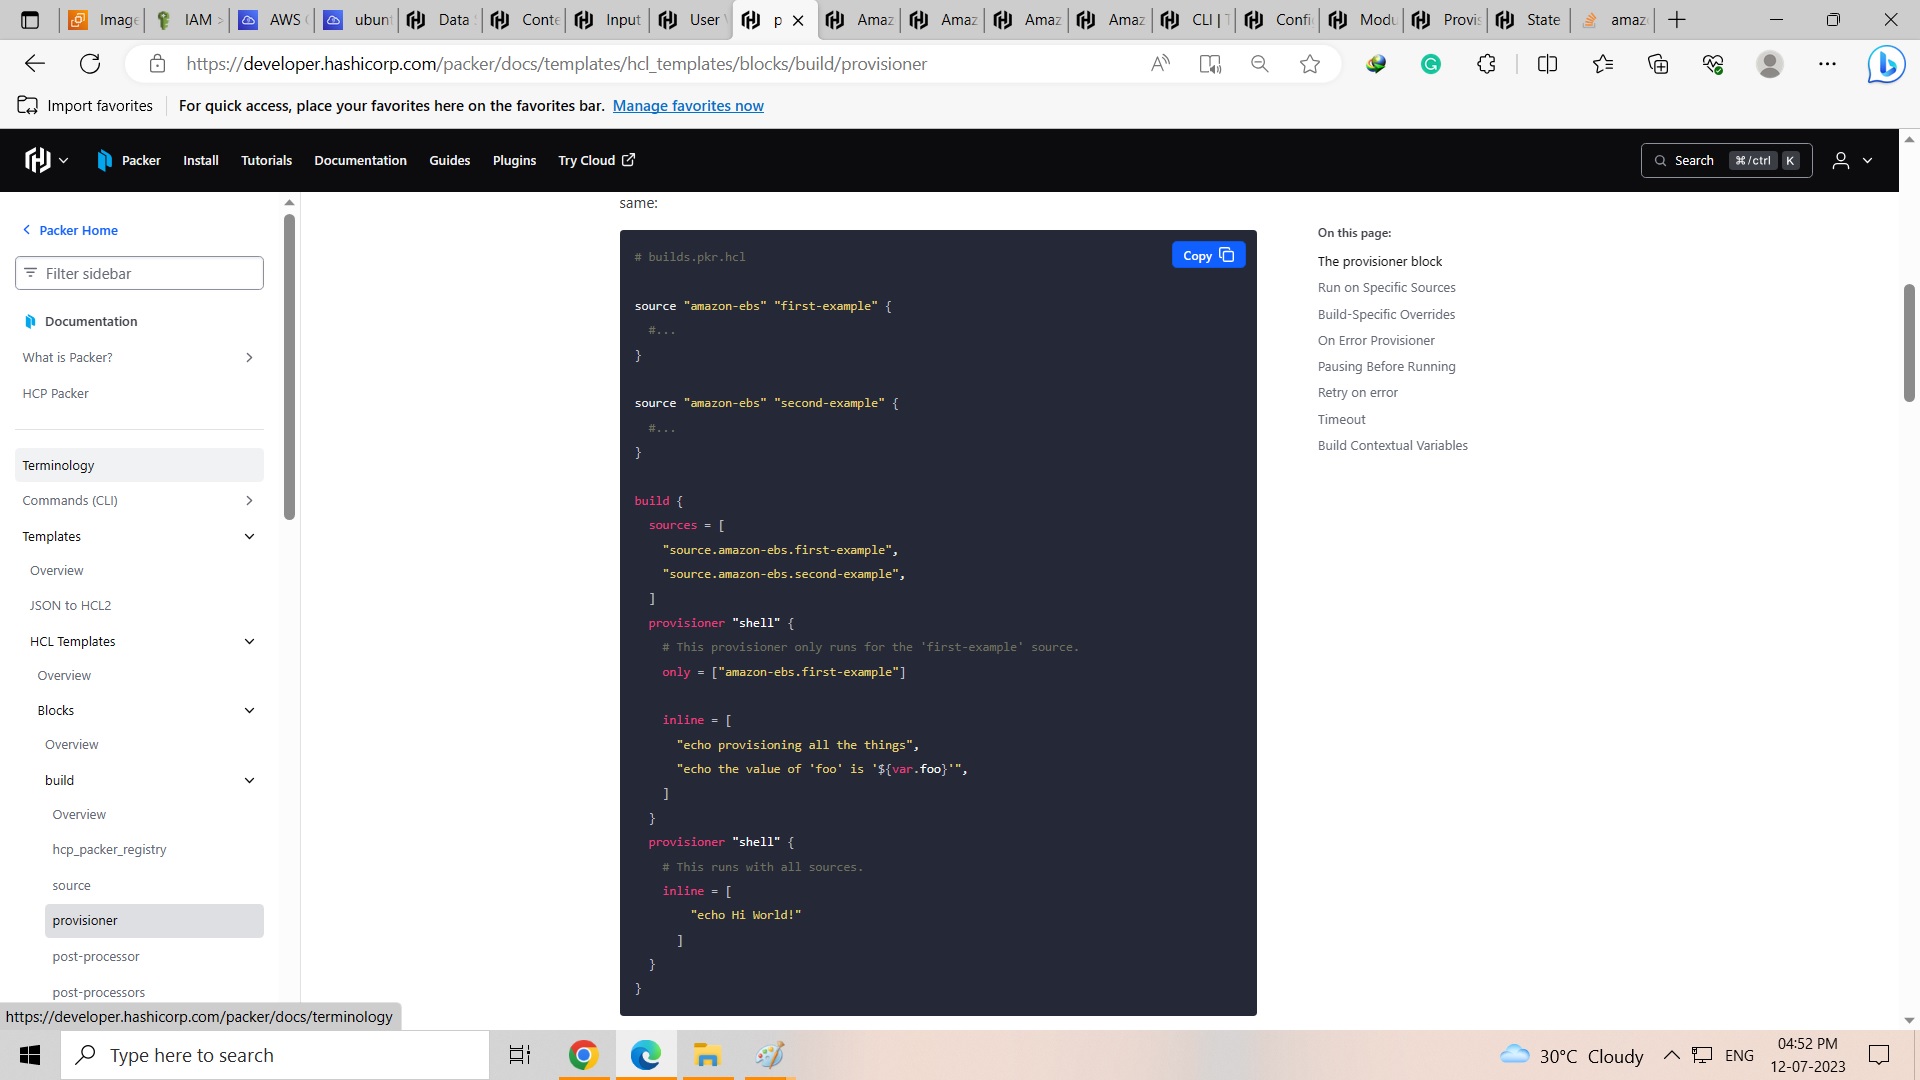 Image
IAM
AWS
ubunt
Data
Conte
Input
User
p
Amaz
Amaz
Amaz
Amaz
CLI | T
Confi
Modu
Provis
State
amaz
https://developer.hashicorp.com/packer/docs/templates/hcl_templates/blocks/build/provisioner
Import favorites
For quick access, place your favorites here on the favorites bar. Manage favorites now
Packer
Install
Tutorials
Documentation
Guides
Plugins
Try Cloud
Search
⌘/ctrl
K
Packer Home
Filter sidebar
Documentation
What is Packer?
HCP Packer
Terminology
Commands (CLI)
Templates
Overview
JSON to HCL2
HCL Templates
Overview
Blocks
Overview
build
Overview
hcp_packer_registry
source
provisioner
post-processor
post-processors
https://developer.hashicorp.com/packer/docs/terminology
same:
Copy
# builds.pkr.hcl
source "amazon-ebs" "first-example" {
#...
}
source "amazon-ebs" "second-example" {
#...
}
build {
sources = [
"source.amazon-ebs.first-example",
"source.amazon-ebs.second-example",
]
provisioner "shell" {
# This provisioner only runs for the 'first-example' source.
only = ["amazon-ebs.first-example"]
inline = [
"echo provisioning all the things",
"echo the value of 'foo' is '${var.foo}'",
]
}
provisioner "shell" {
# This runs with all sources.
inline = [
"echo Hi World!"
]
}
}
On this page:
The provisioner block
Run on Specific Sources
Build-Specific Overrides
On Error Provisioner
Pausing Before Running
Retry on error
Timeout
Build Contextual Variables
Type here to search
30°C Cloudy
ENG
04:52 PM
12-07-2023